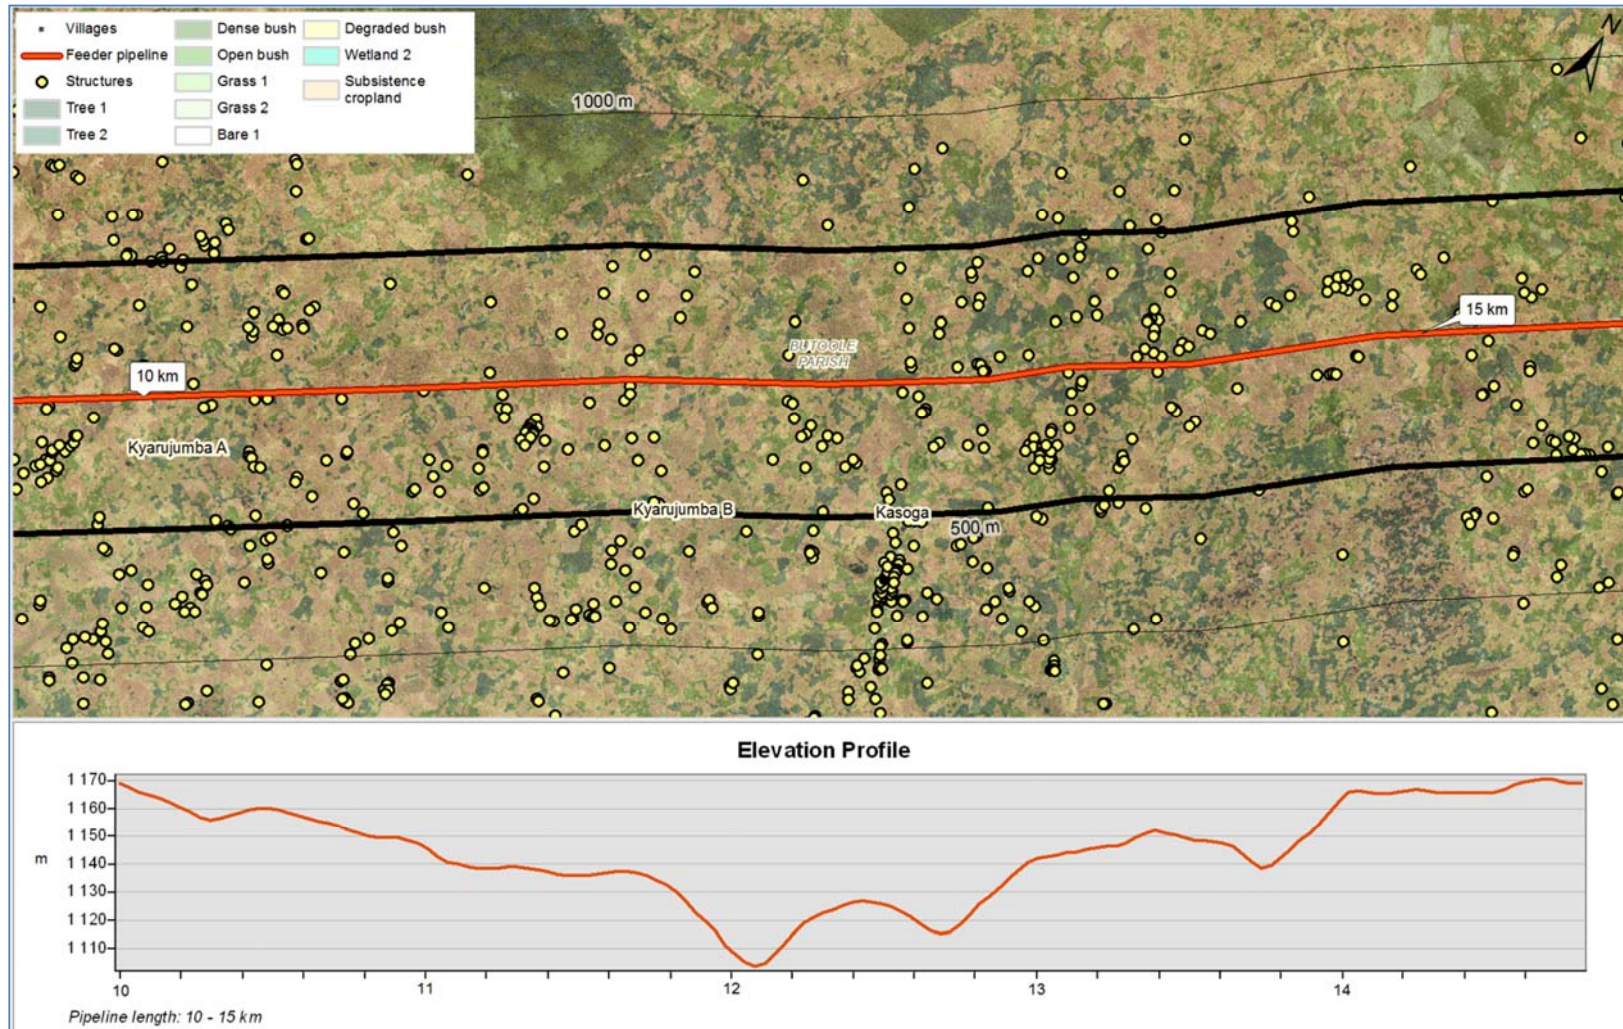 Villages
Feeder pipeline
Structures
Tree 1
Tree 2
Dense bush
Open bush
Grass 1
Grass 2
Bare 1
Degraded bush
Wetland 2
Subsistence
cropland
N
1000 m
15 km
BUTOOLE
PARISH
10 km
Kyarujumba A
Kyarujumba B
Kasoga
500 m
Elevation Profile
1 170
1 160
1 150
m
1 140
1 130
1 120
1 110
10
11
12
13
14
Pipeline length: 10 - 15 km